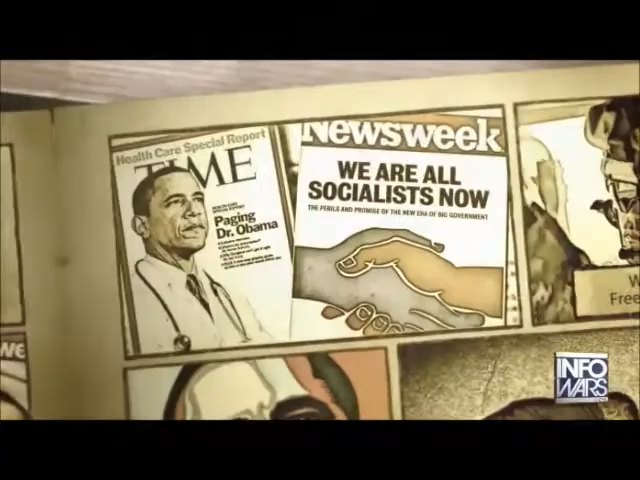 Health Care Special Report
TIME
Paging
Dr. Obama
Newsweek
WE ARE ALL
SOCIALISTS NOW
THE PERILS AND PROMISE OF THE NEW ERA OF BIG GOVERNMENT
W
Free
WE
INFO
WARS